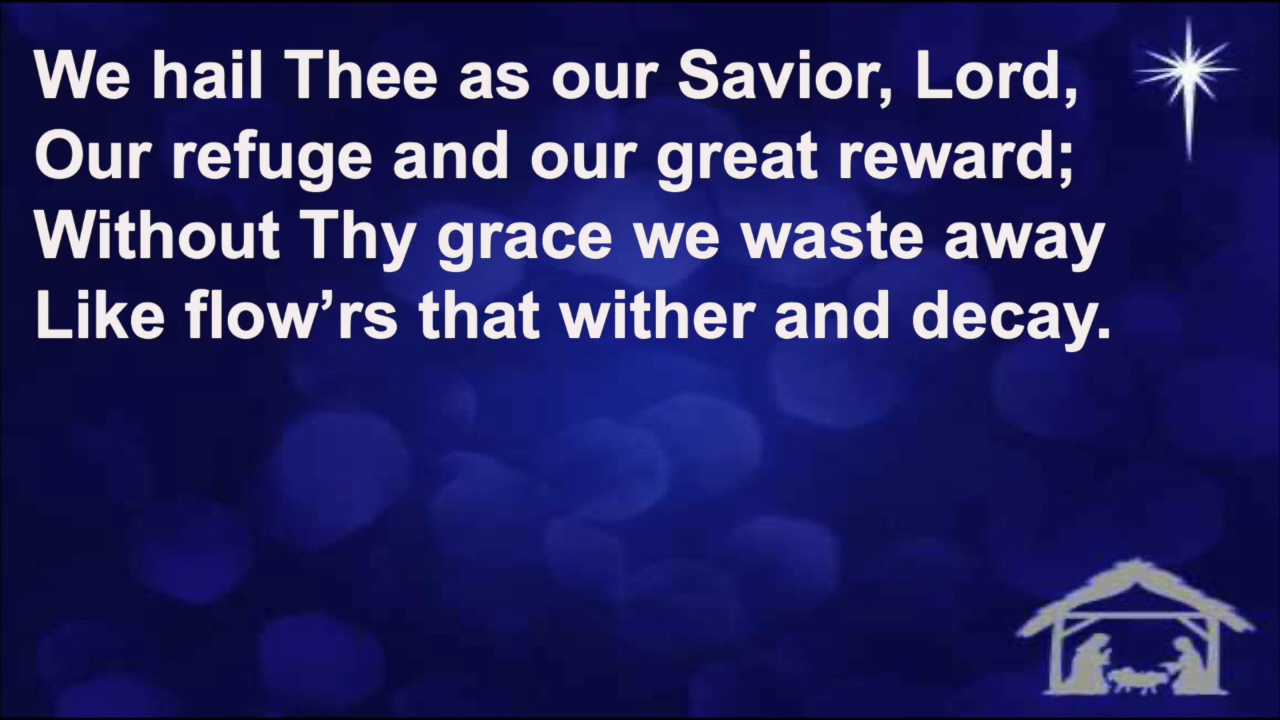 We hail Thee as our Savior, Lord,
Our refuge and our great reward;
Without Thy grace we waste away
Like flow’rs that wither and decay.